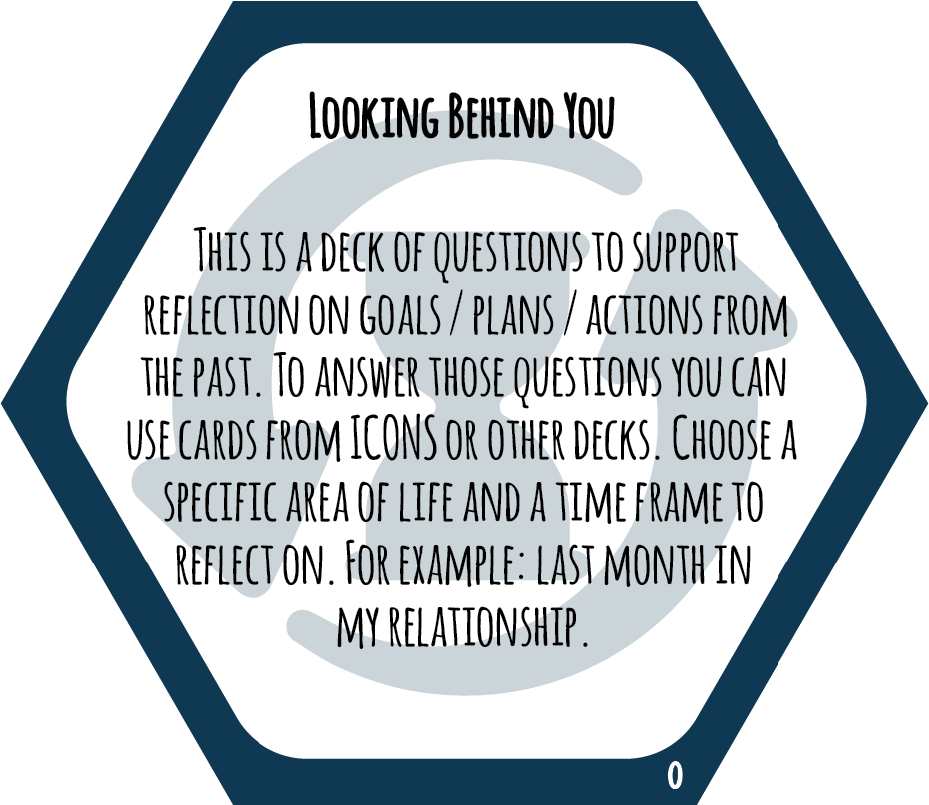 Looking Behind You
This is a deck of questions to support
reflection on goals / plans / actions from
the past. To answer those questions you can
use cards from ICONS or other decks. Choose a
specific area of life and a time frame to
reflect on. For example: last month in
my relationship.
0